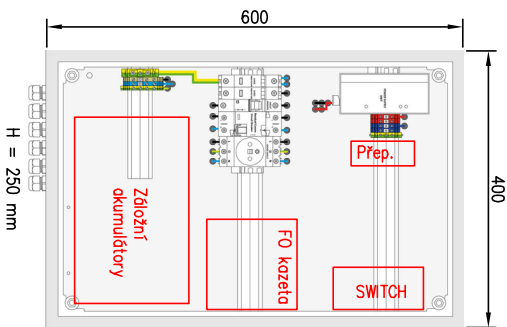 600
400
H = 250 mm
Přep.
Záložní
akumulátory
FO kazeta
SWITCH